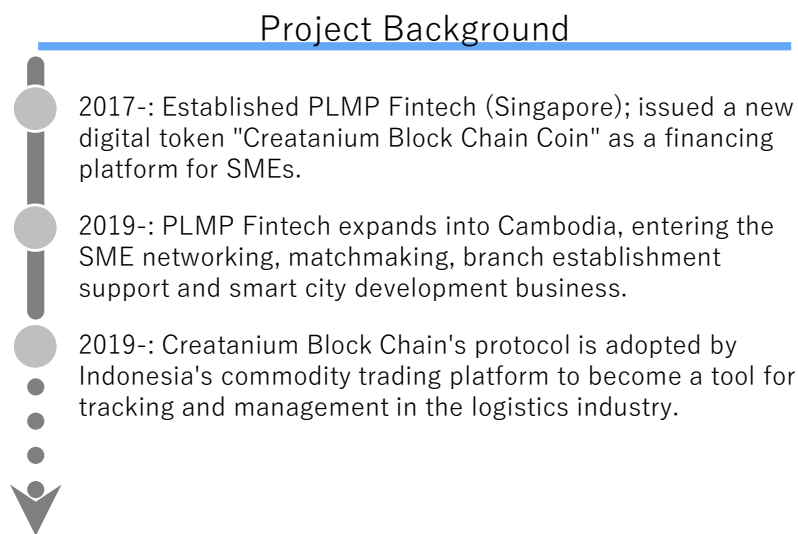 Project Background
2017-: Established PLMP Fintech (Singapore); issued a new
digital token "Creatanium Block Chain Coin" as a financing
platform for SMEs.
2019-: PLMP Fintech expands into Cambodia, entering the
SME networking, matchmaking, branch establishment
support and smart city development business.
2019-: Creatanium Block Chain's protocol is adopted by
Indonesia's commodity trading platform to become a tool for
tracking and management in the logistics industry.